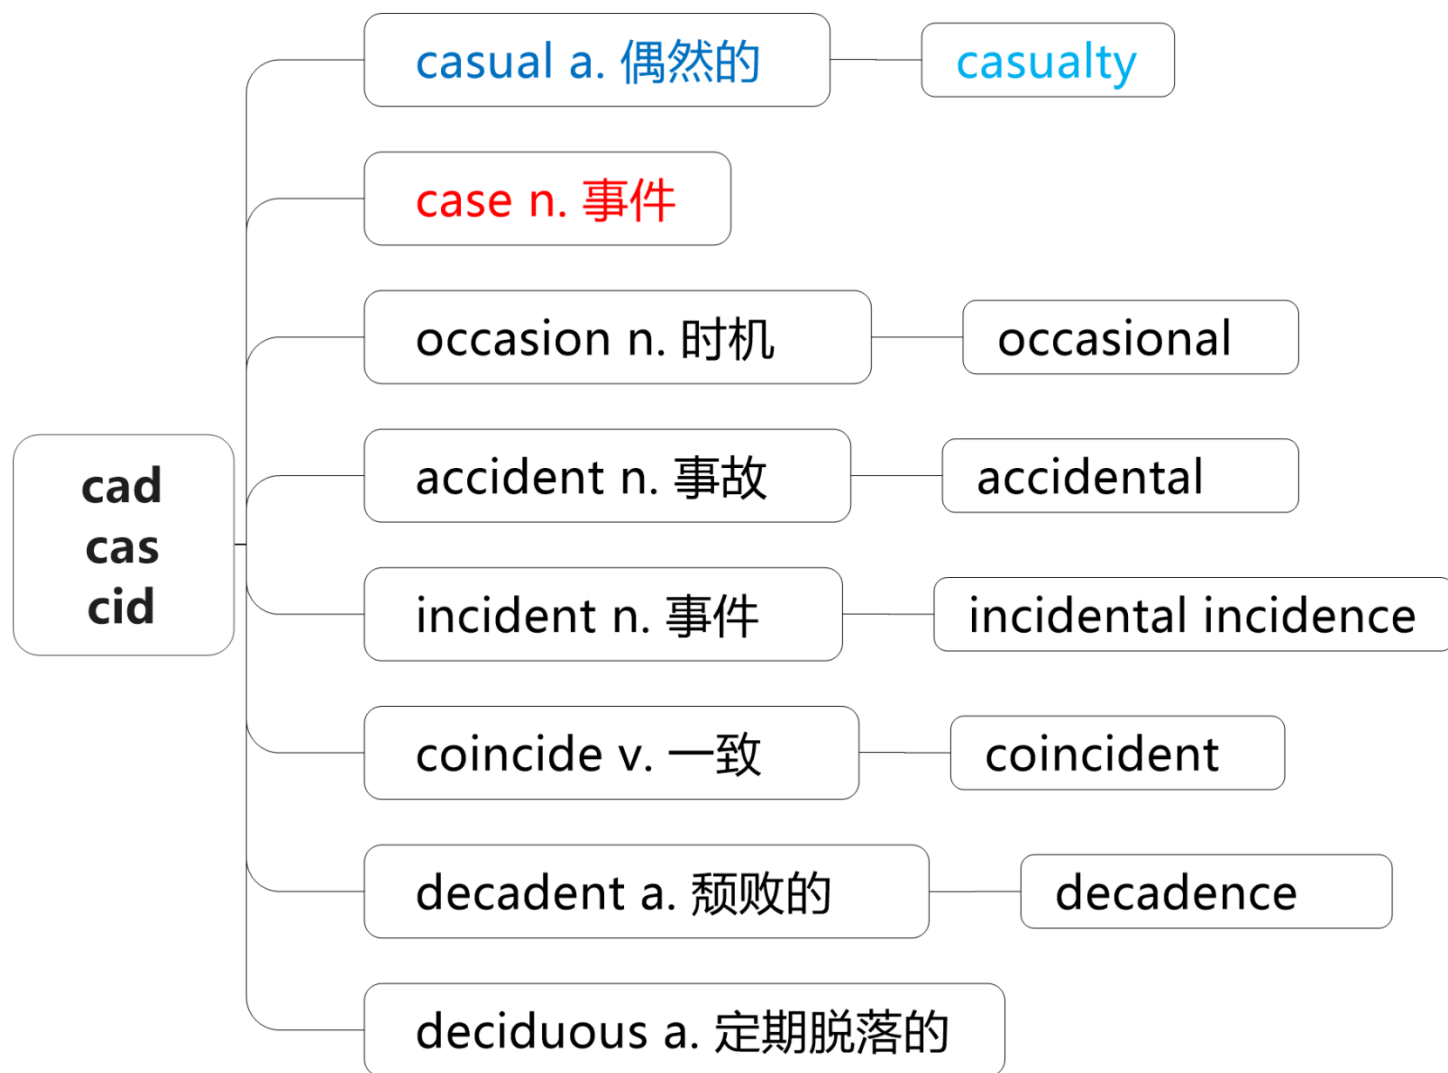 cad
cas
cid
casual a. 偶然的
casualty
case n. 事件
occasion n. 时机
occasional
accident n. 事故
accidental
incident n. 事件
incidental incidence
coincide v. 一致
coincident
decadent a. 颓败的
decadence
deciduous a. 定期脱落的